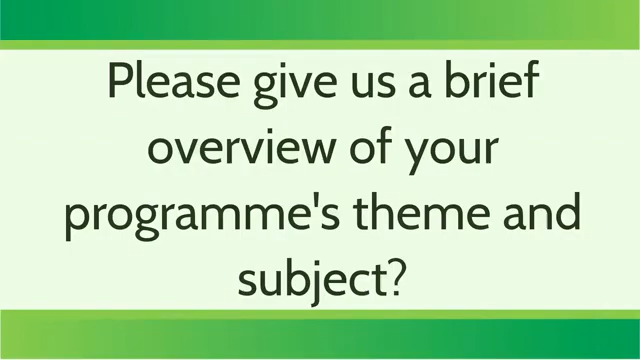 Please give us a brief
overview of your
programme's theme and
subject?